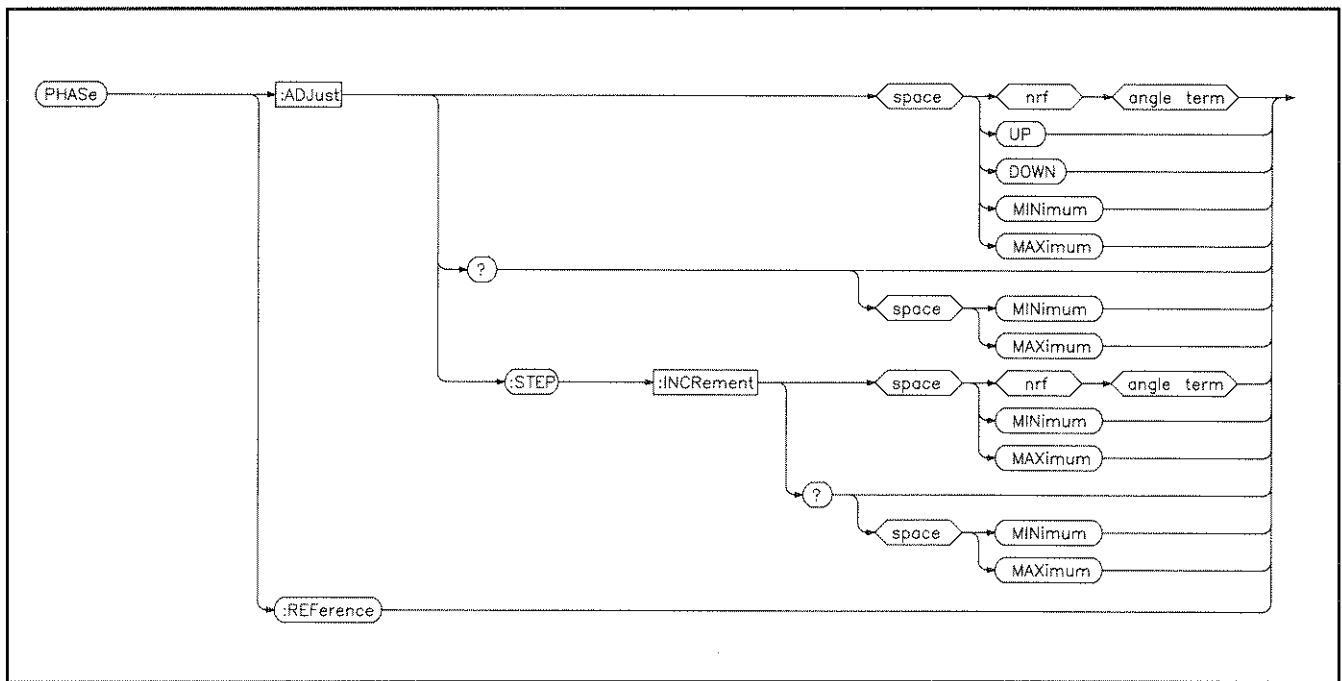 PHASe :ADJust space nrf angle term
UP
DOWN
MINimum
MAXimum
?
space MINimum
MAXimum
:STEP :INCRement space nrf angle term
MINimum
MAXimum
?
space MINimum
MAXimum
:REFerence